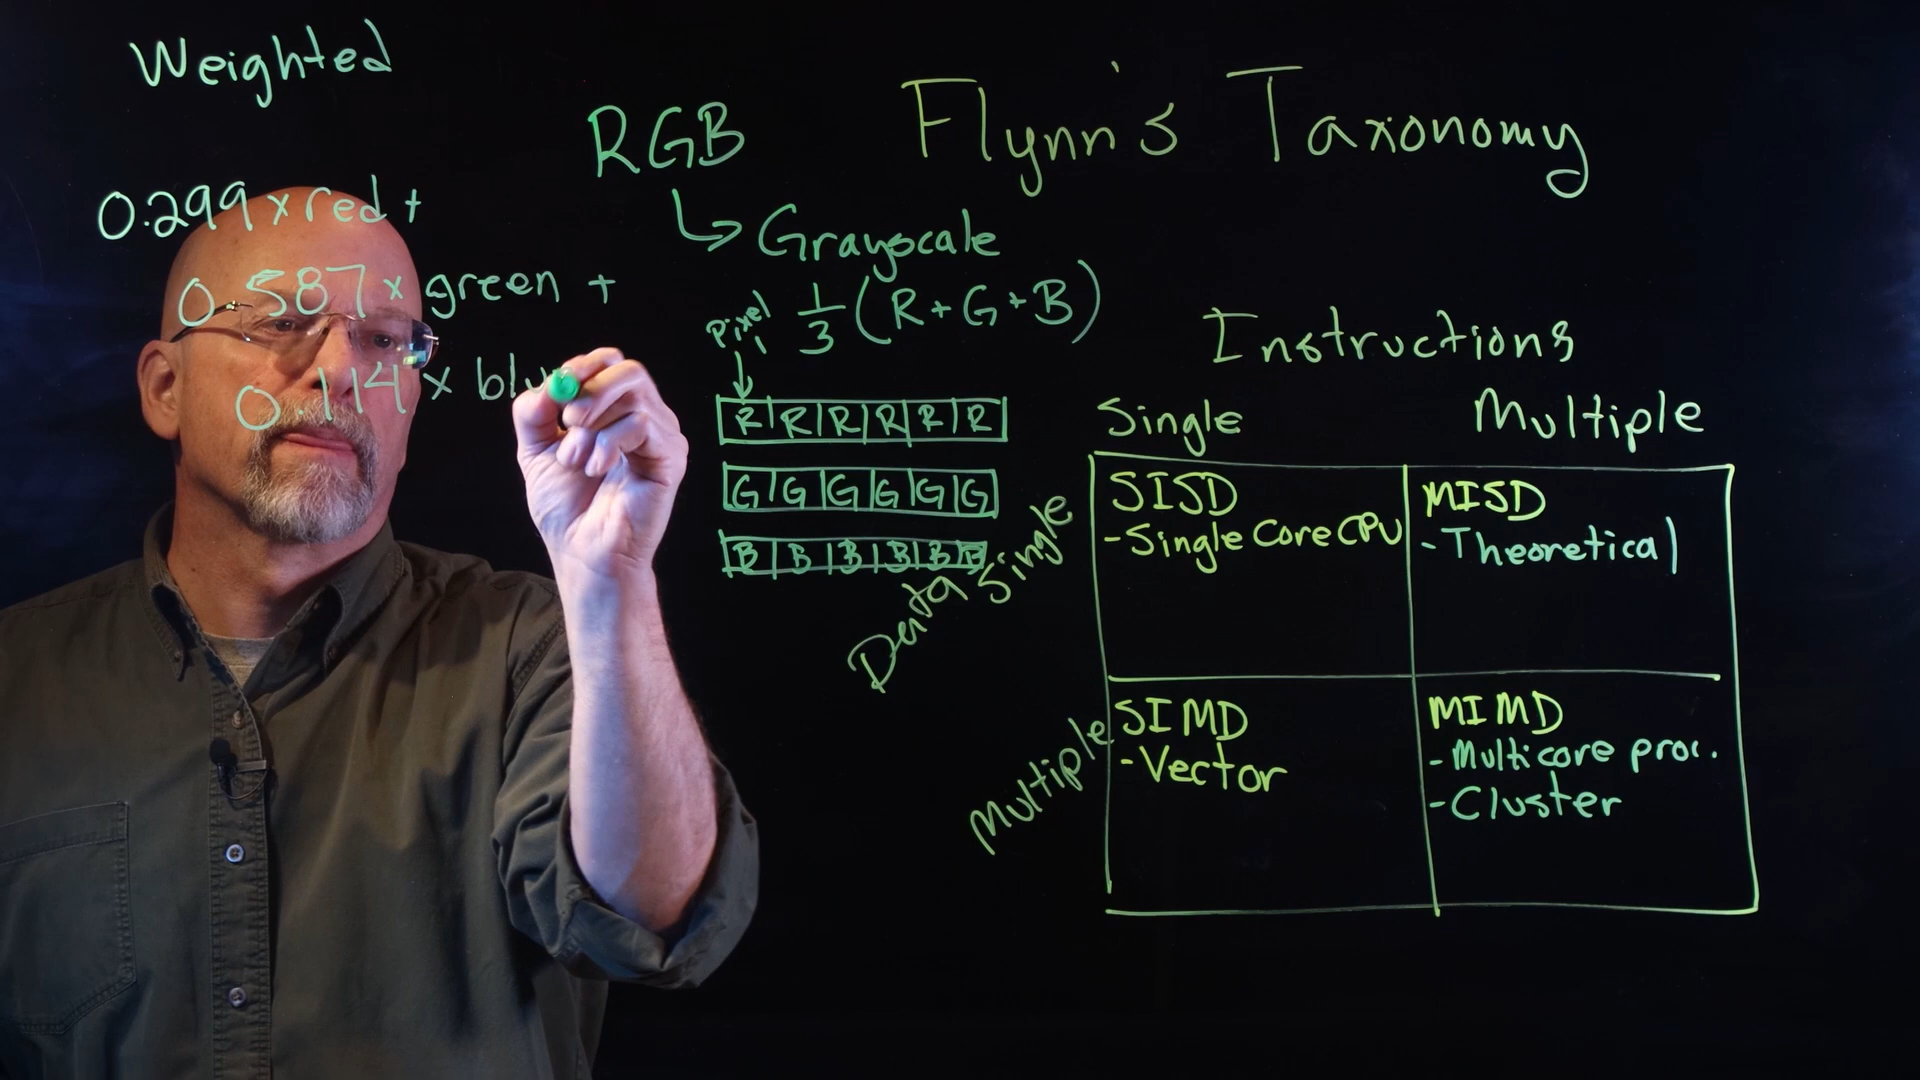 Weighted
0.299 x red +
0.587 x green +
0.114 x blu
RGB
↳ Grayscale
1/3 (R + G + B)
Pixel 1
R R R R R R
G G G G G G
B B B B B B
Flynn's Taxonomy
Instructions
Single Multiple
Data Single
Multiple
SISD
- Single Core CPU
MISD
- Theoretical
SIMD
- Vector
MIMD
- Multicore proc.
- Cluster